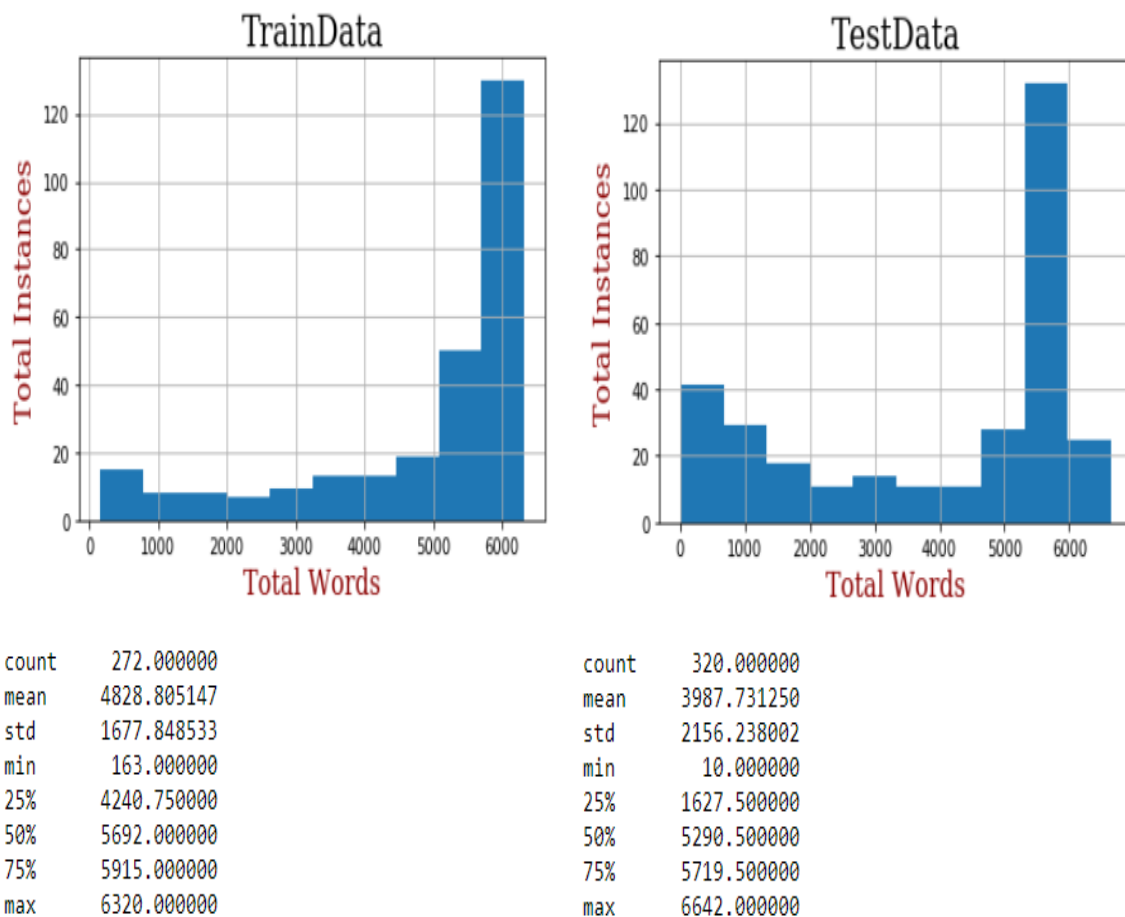 TrainData
Total Instances
120
100
80
60
40
20
0
0 1000 2000 3000 4000 5000 6000
Total Words
count 272.000000
mean 4828.805147
std 1677.848533
min 163.000000
25% 4240.750000
50% 5692.000000
75% 5915.000000
max 6320.000000
TestData
Total Instances
120
100
80
60
40
20
0
0 1000 2000 3000 4000 5000 6000
Total Words
count 320.000000
mean 3987.731250
std 2156.238002
min 10.000000
25% 1627.500000
50% 5290.500000
75% 5719.500000
max 6642.000000